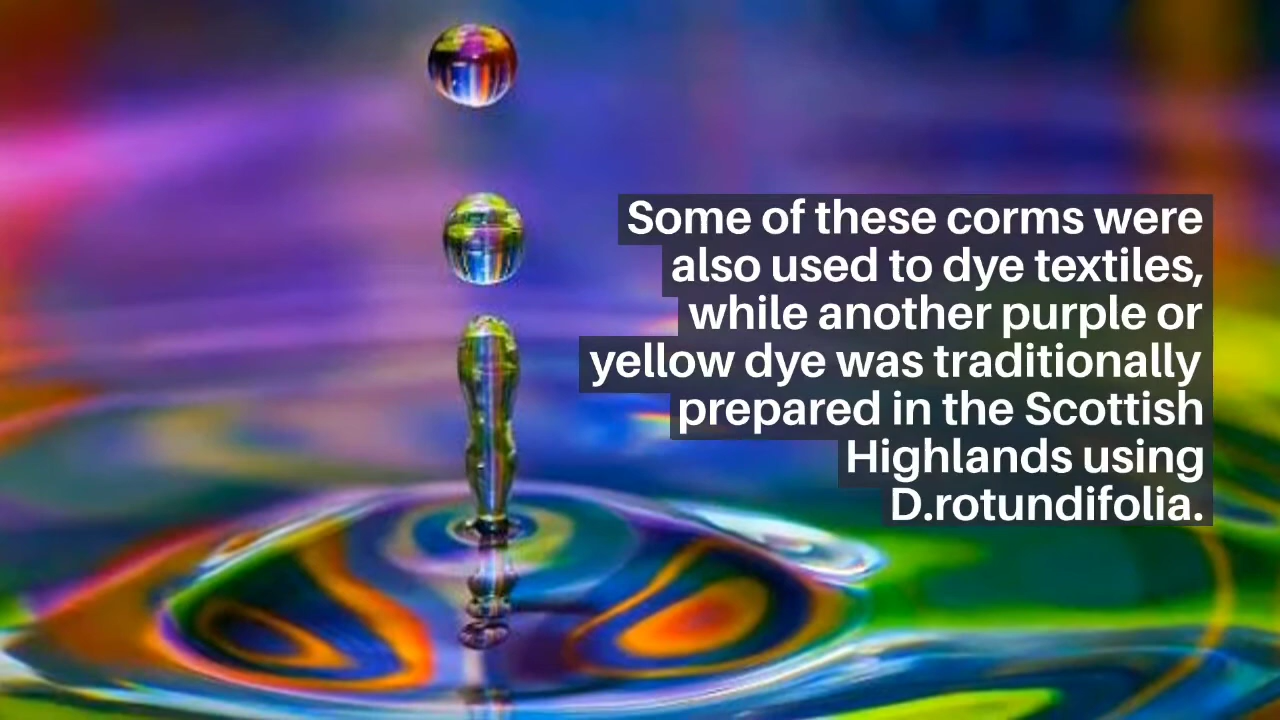 Some of these corms were
also used to dye textiles,
while another purple or
yellow dye was traditionally
prepared in the Scottish
Highlands using
D.rotundifolia.